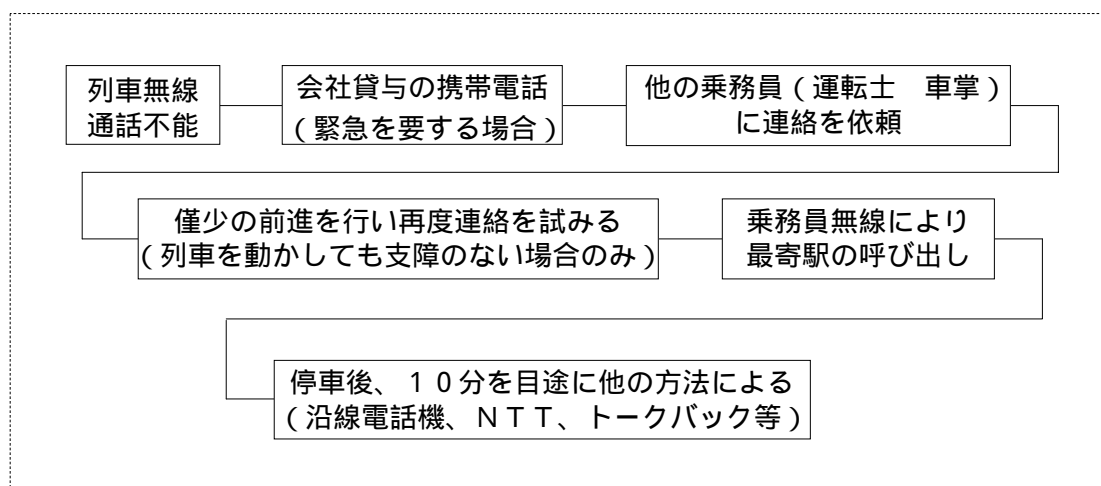 列車無線
通話不能
会社貸与の携帯電話
(緊急を要する場合)
他の乗務員(運転士　車掌)
に連絡を依頼
僅少の前進を行い再度連絡を試みる
(列車を動かしても支障のない場合のみ)
乗務員無線により
最寄駅の呼び出し
停車後、１０分を目途に他の方法による
(沿線電話機、ＮＴＴ、トークバック等)